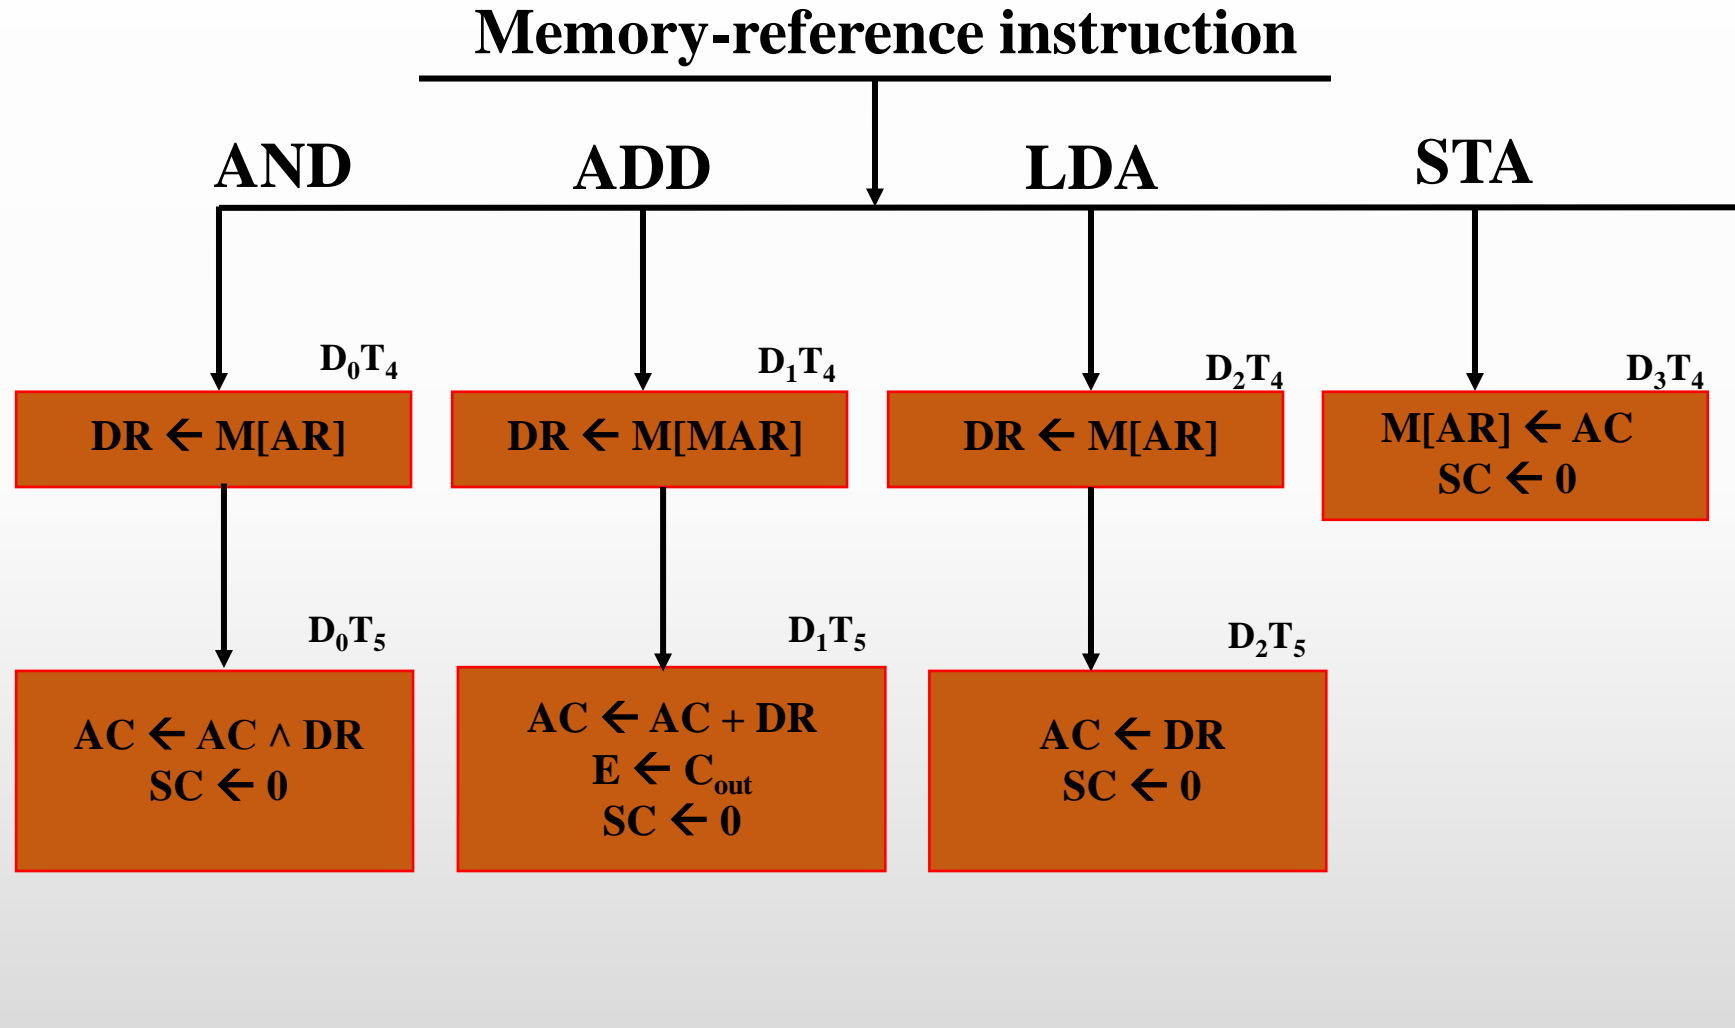 Memory-reference instruction
AND
ADD
LDA
STA
D₀T₄
D₁T₄
D₂T₄
D₃T₄
DR ← M[AR]
DR ← M[MAR]
DR ← M[AR]
M[AR] ← AC
SC ← 0
D₀T₅
D₁T₅
D₂T₅
AC ← AC ∧ DR
SC ← 0
AC ← AC + DR
E ← Cₒᵤₜ
SC ← 0
AC ← DR
SC ← 0